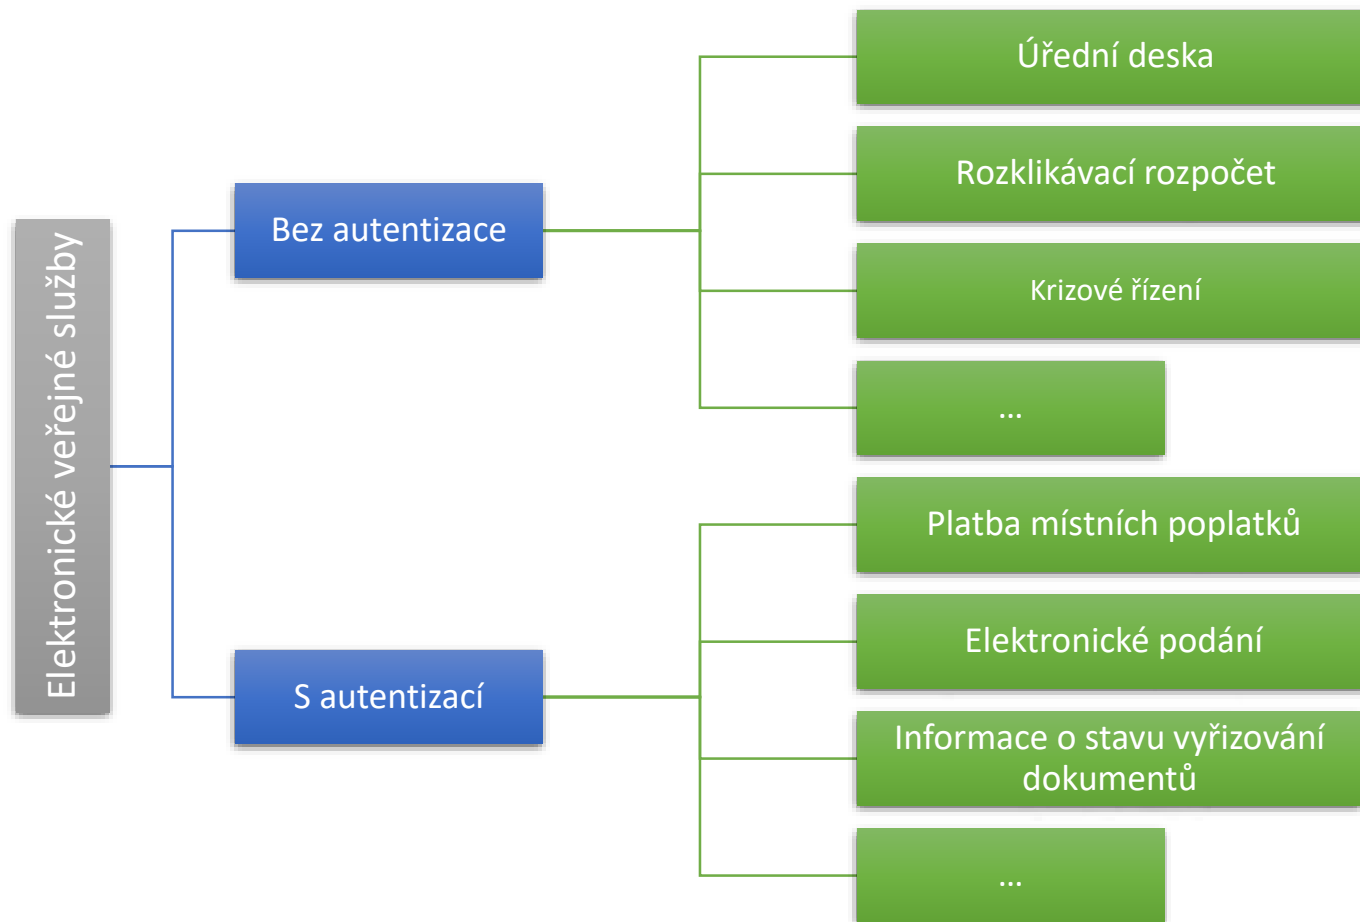 Elektronické veřejné služby
Bez autentizace
Úřední deska
Rozklikávací rozpočet
Krizové řízení
...
S autentizací
Platba místních poplatků
Elektronické podání
Informace o stavu vyřizování
dokumentů
...